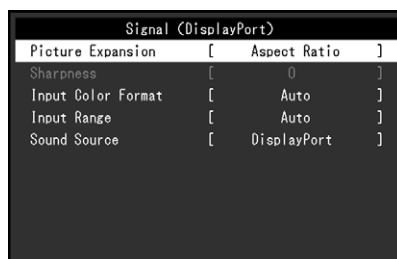 Signal (DisplayPort)
Picture Expansion [ Aspect Ratio ]
Sharpness [ 0 ]
Input Color Format [ Auto ]
Input Range [ Auto ]
Sound Source [ DisplayPort ]